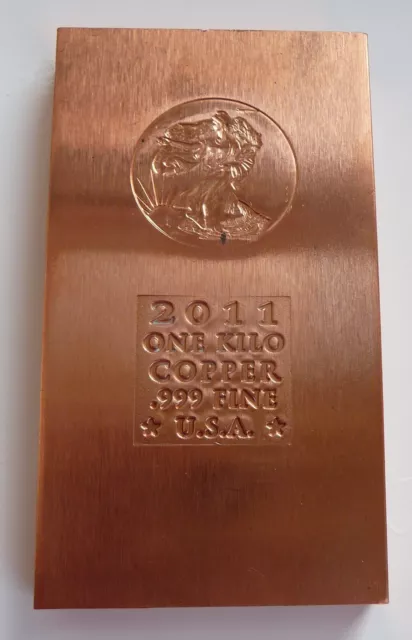 2011
ONE KILO
COPPER
.999 FINE
★ U.S.A. ★